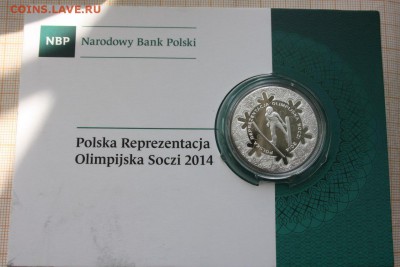 COINS.LAVE.RU
NBP Narodowy Bank Polski
Polska Reprezentacja
Olimpijska Soczi 2014